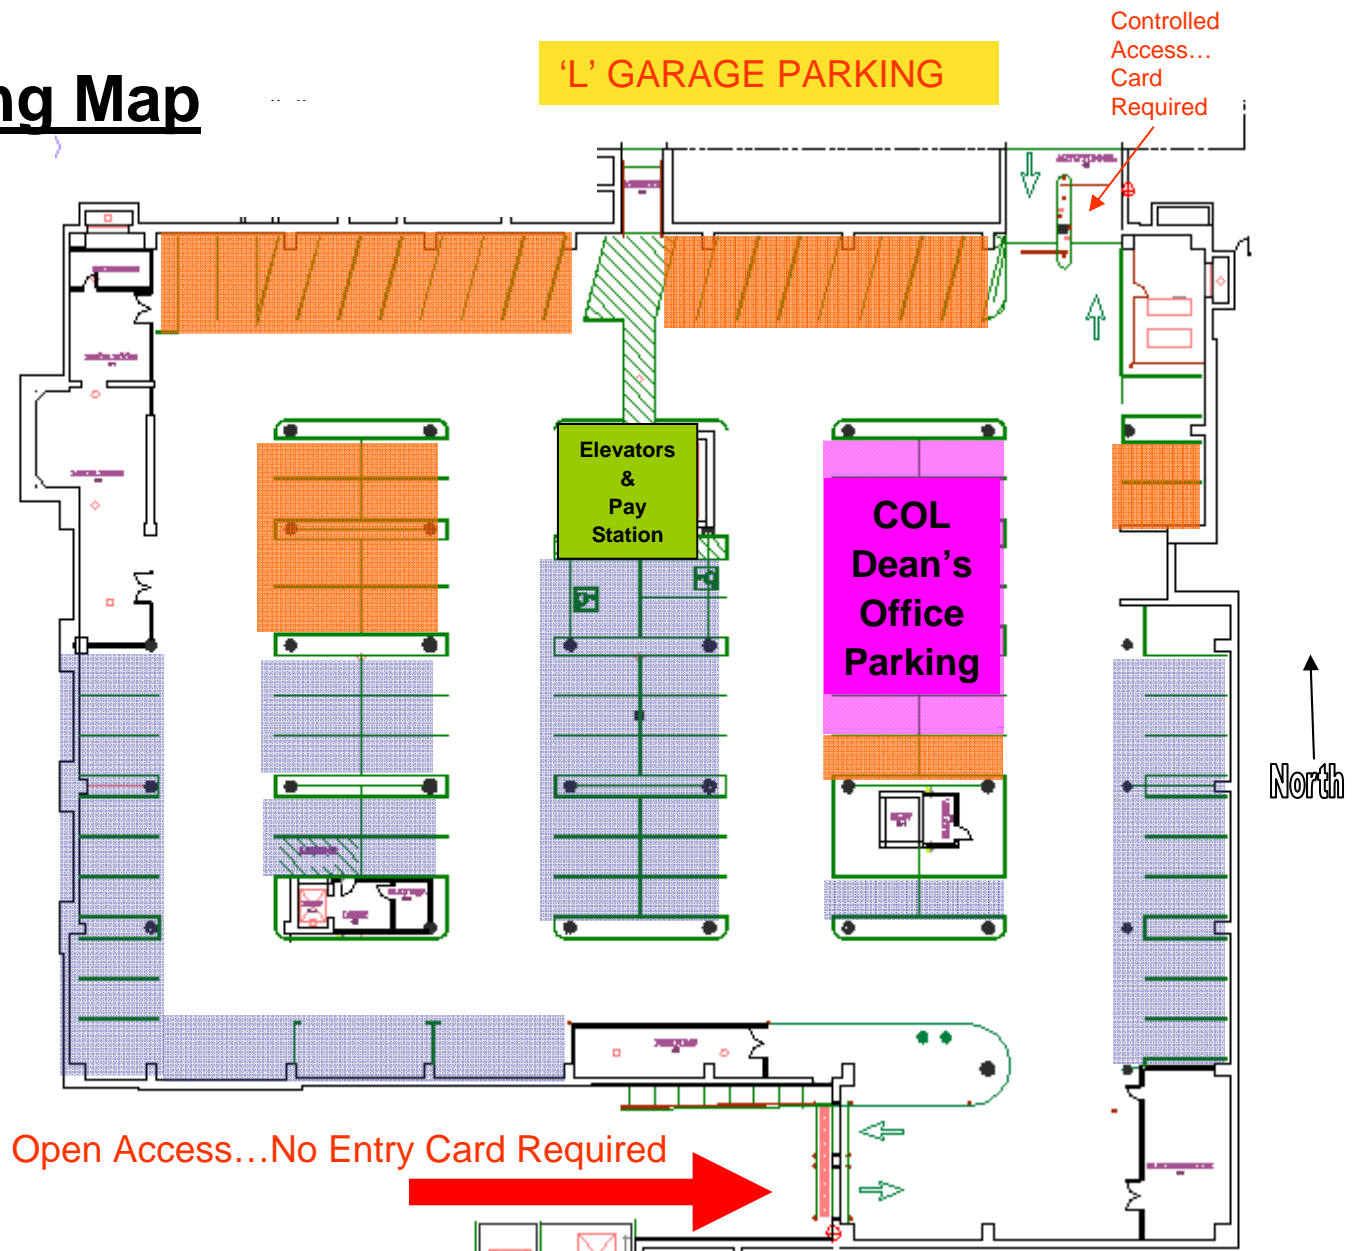 Controlled
Access…
Card
Required
‘L’ GARAGE PARKING
ng Map
Elevators
&
Pay
Station
COL
Dean’s
Office
Parking
North
Open Access…No Entry Card Required